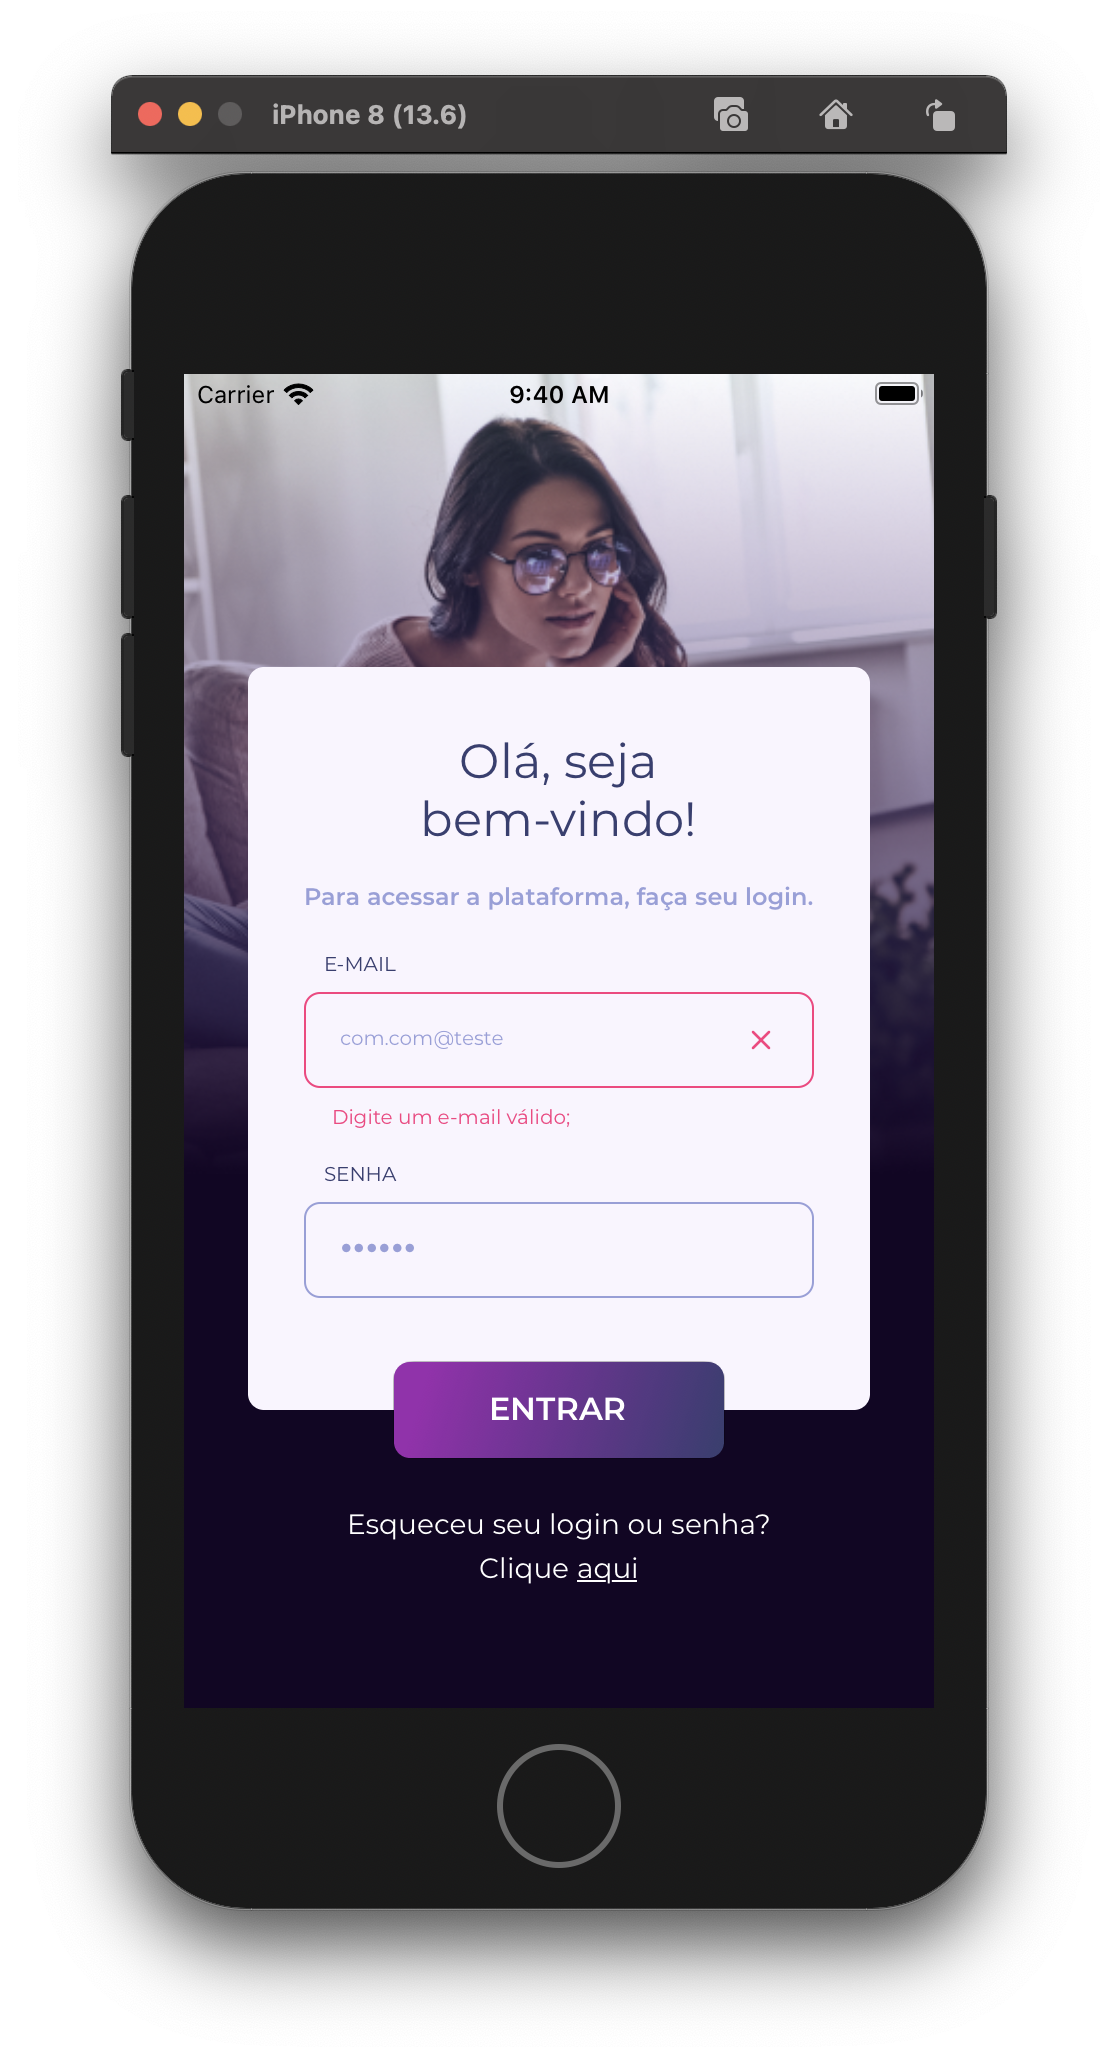 iPhone 8 (13.6)
Carrier 9:40 AM
Olá, seja
bem-vindo!
Para acessar a plataforma, faça seu login.
E-MAIL
com.com@teste
Digite um e-mail válido;
SENHA
••••••
ENTRAR
Esqueceu seu login ou senha?
Clique aqui